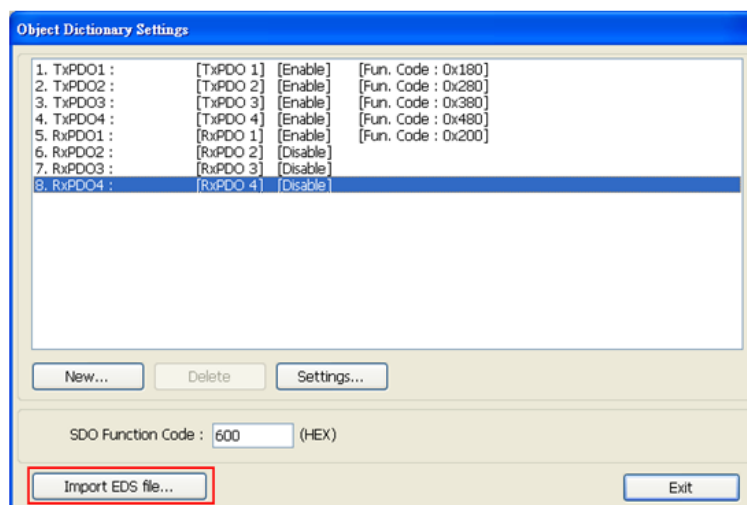 Object Dictionary Settings
1. TxPDO1 : [TxPDO 1] [Enable] [Fun. Code : 0x180]
2. TxPDO2 : [TxPDO 2] [Enable] [Fun. Code : 0x280]
3. TxPDO3 : [TxPDO 3] [Enable] [Fun. Code : 0x380]
4. TxPDO4 : [TxPDO 4] [Enable] [Fun. Code : 0x480]
5. RxPDO1 : [RxPDO 1] [Enable] [Fun. Code : 0x200]
6. RxPDO2 : [RxPDO 2] [Disable]
7. RxPDO3 : [RxPDO 3] [Disable]
8. RxPDO4 : [RxPDO 4] [Disable]
New... Delete Settings...
SDO Function Code : 600 (HEX)
Import EDS file... Exit